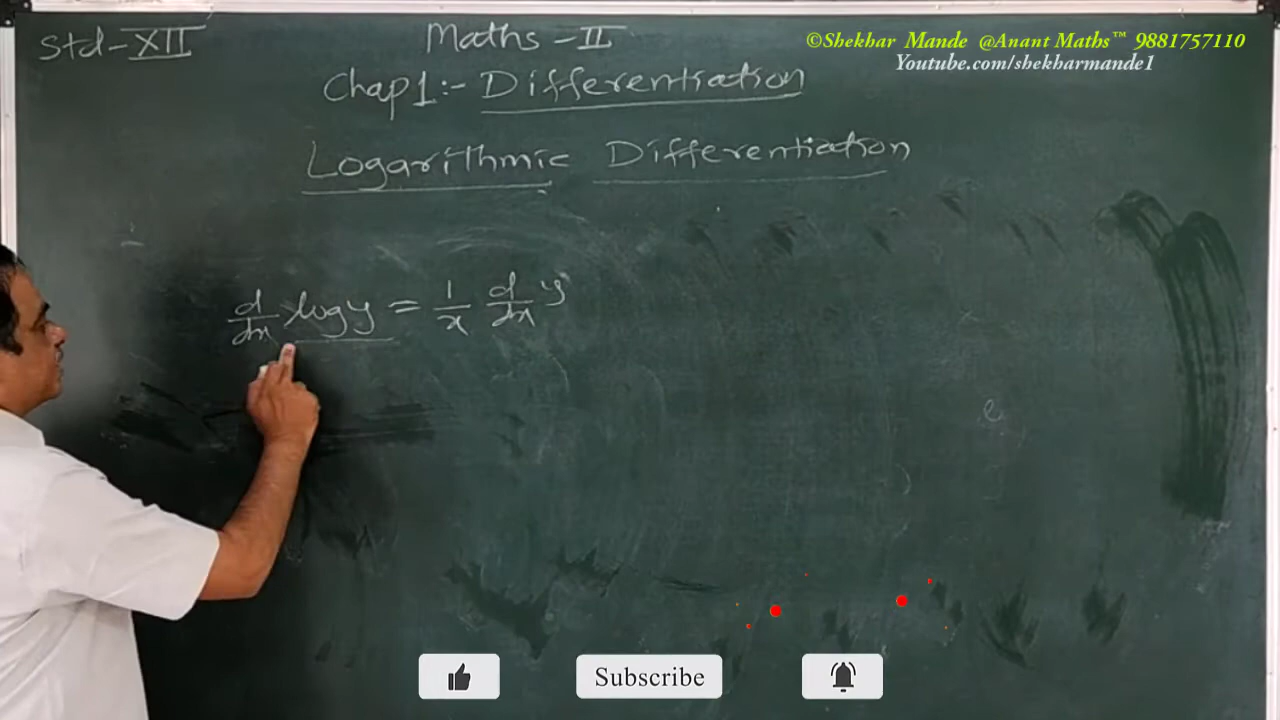 ©Shekhar Mande @Anant Maths™ 9881757110
Youtube.com/shekharmande1
Std-XII
Maths-II
Chap1:- Differentiation
Logarithmic Differentiation
d/dx logy = 1/x d/dx y
e
Subscribe